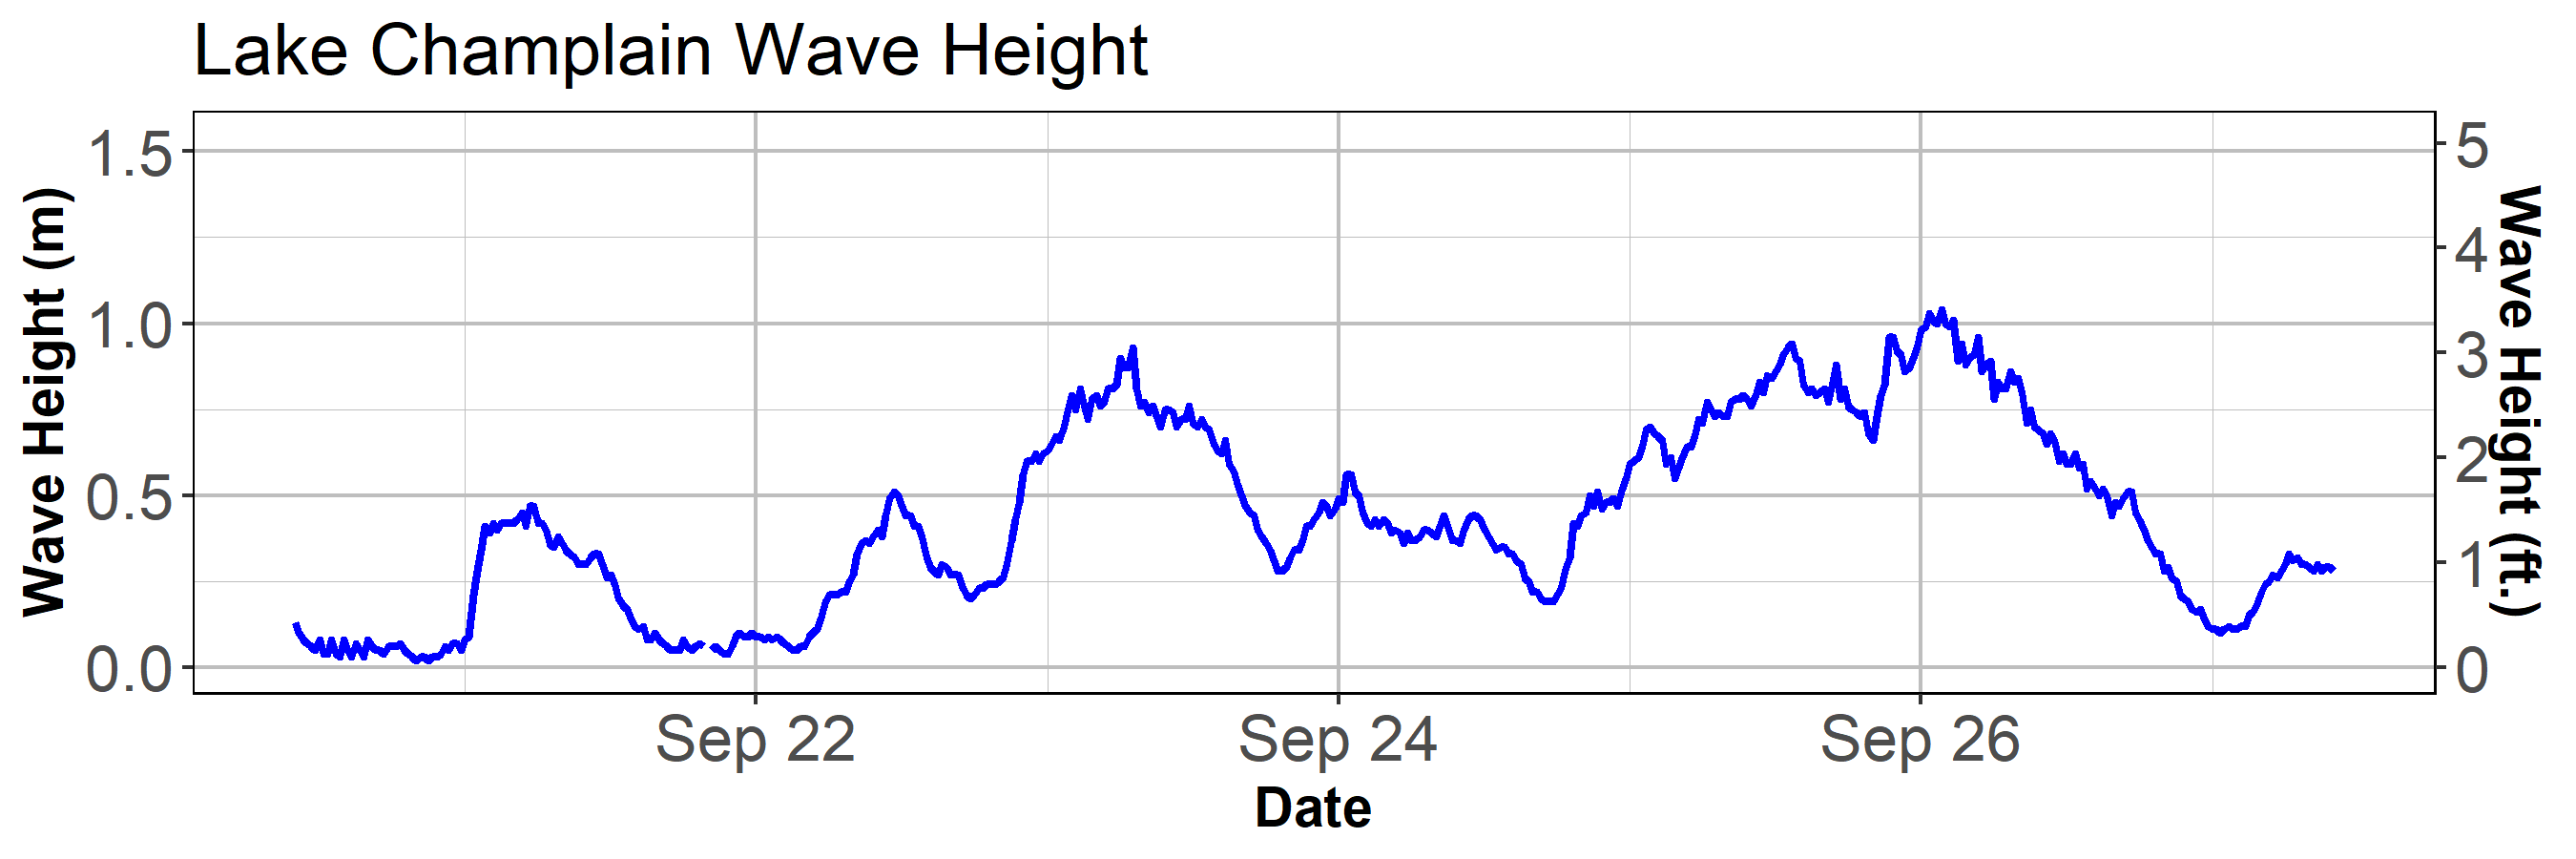 Lake Champlain Wave Height
Wave Height (m)
1.5
1.0
0.5
0.0
5
4
3
2
1
0
Wave Height (ft.)
Sep 22
Sep 24
Sep 26
Date